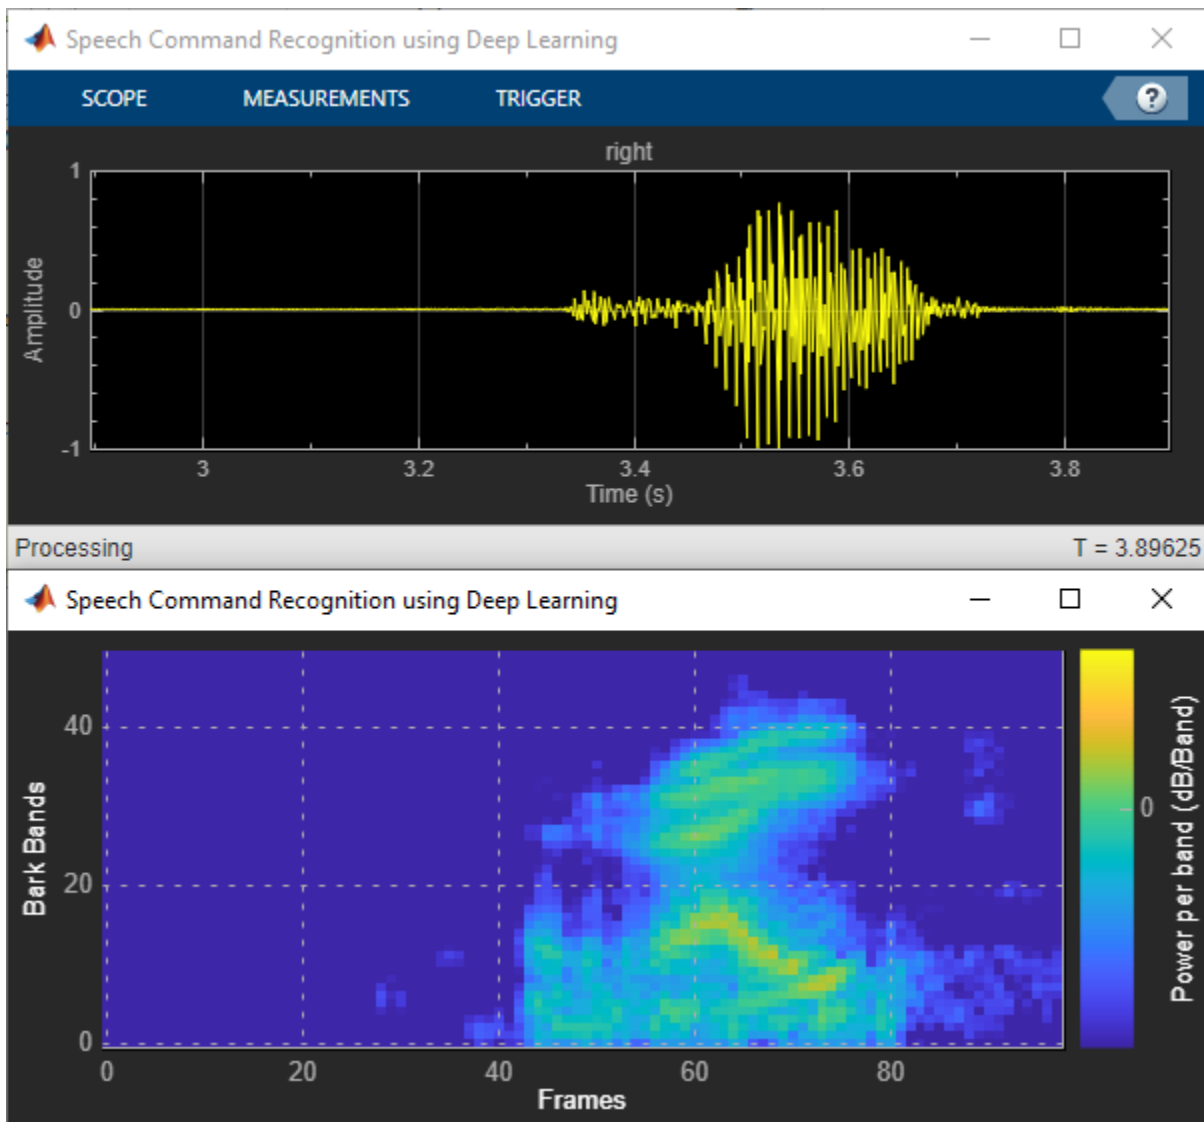 Speech Command Recognition using Deep Learning
SCOPE MEASUREMENTS TRIGGER ?
right
1
0
-1
Amplitude
3 3.2 3.4 3.6 3.8
Time (s)
Processing T = 3.89625
Speech Command Recognition using Deep Learning
40
20
0
Bark Bands
0 20 40 60 80
Frames
0
Power per band (dB/Band)